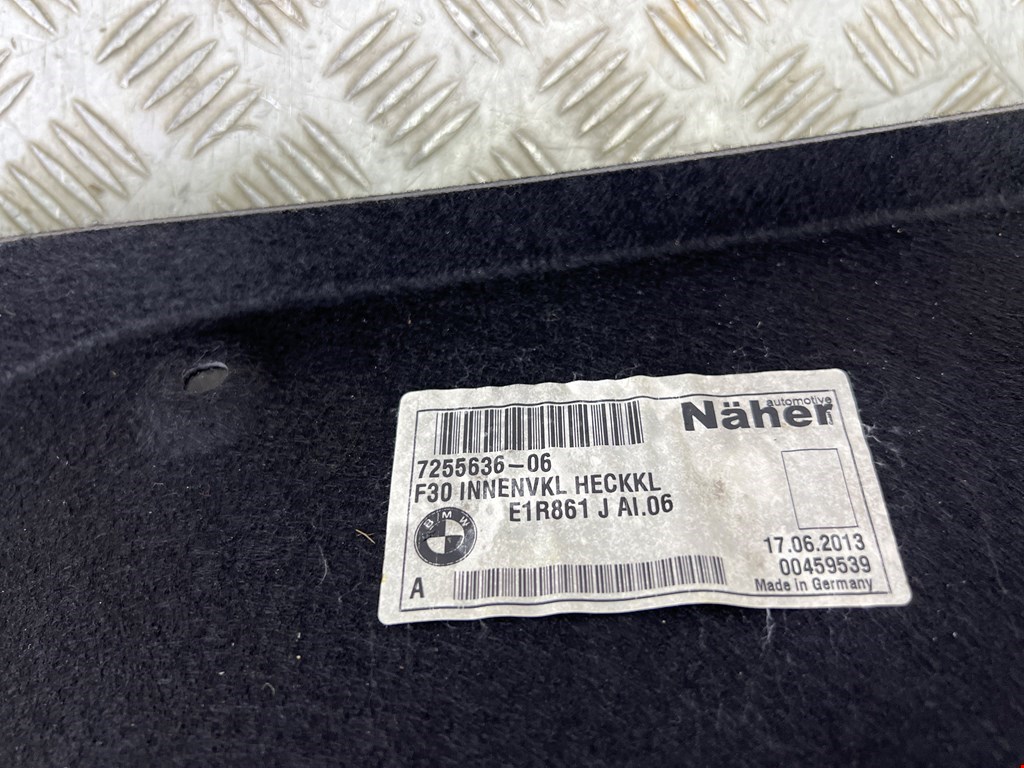 automotive
Näher
7255636-06
F30 INNENVKL HECKKL
E1R861 J AI.06
BMW
17.06.2013
00459539
A
Made in Germany